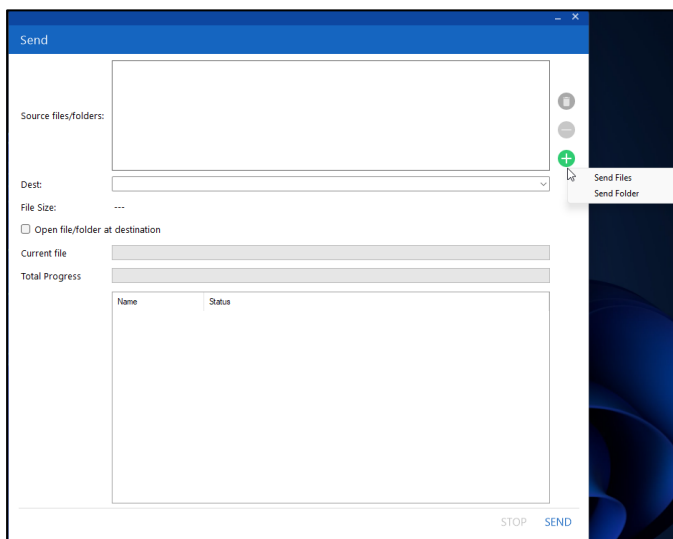 Send
Source files/folders:
Send Files
Send Folder
Dest:
File Size: ---
Open file/folder at destination
Current file
Total Progress
Name Status
STOP SEND